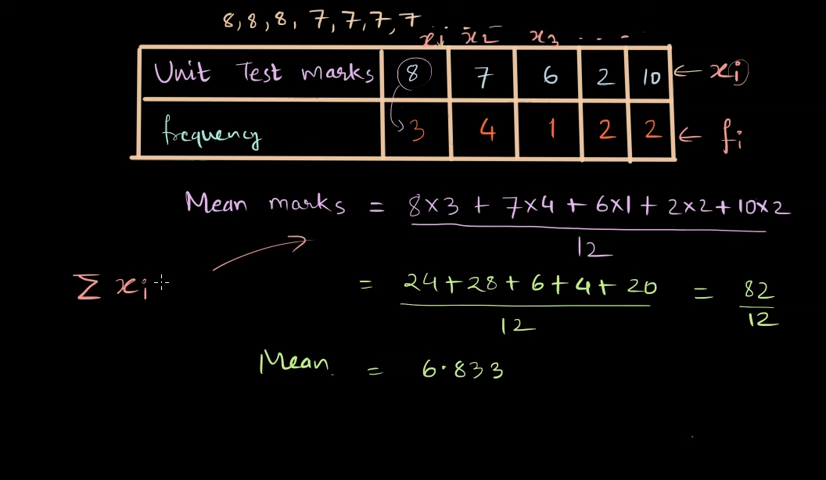 8, 8, 8, 7, 7, 7, 7
x1 x2 x3 ....
Unit Test marks 8 7 6 2 10 ← xi
frequency 3 4 1 2 2 ← fi
Mean marks = 8×3 + 7×4 + 6×1 + 2×2 + 10×2
12
Σ xi = 24+28+6+4+20 = 82
12 12
Mean = 6.833